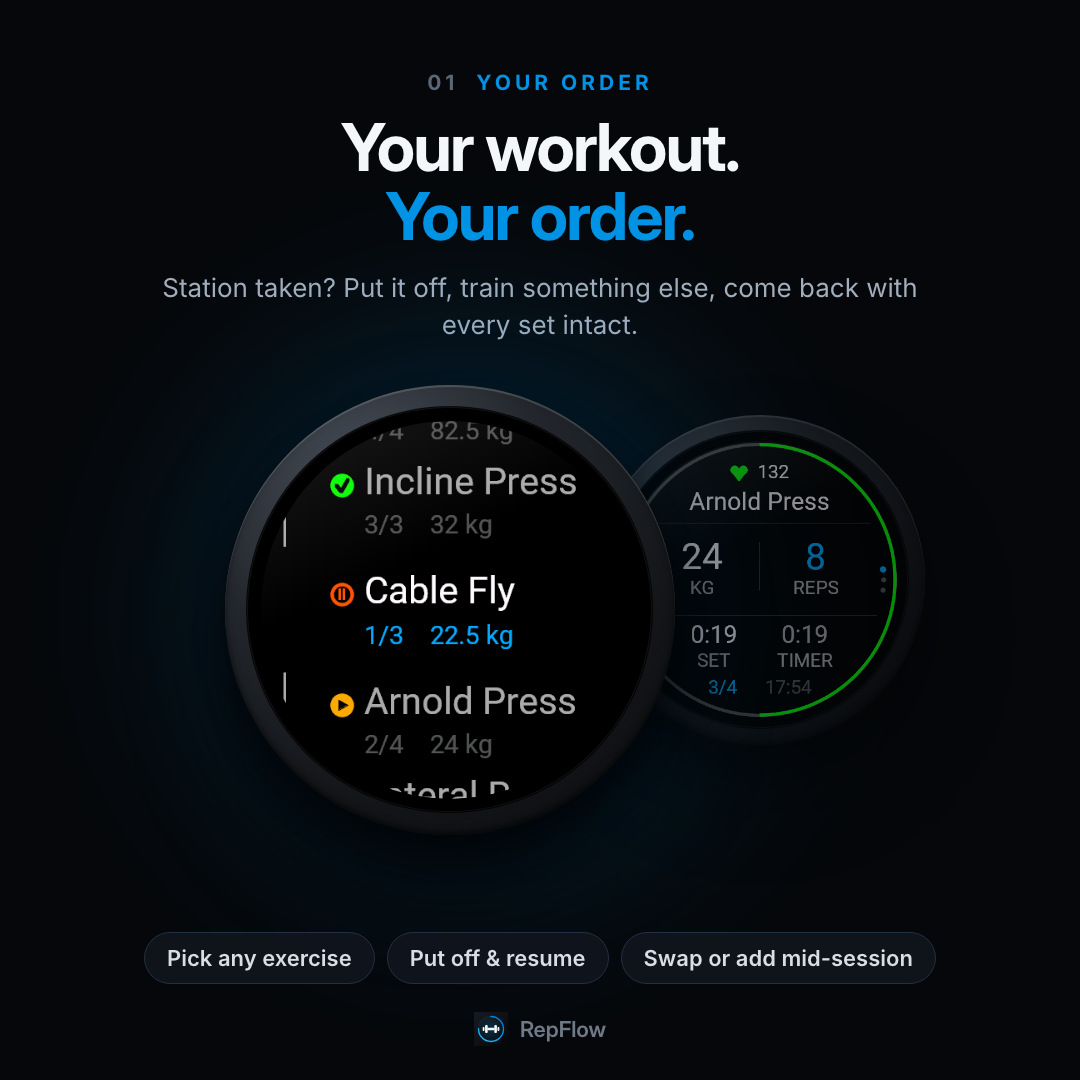 01 YOUR ORDER
Your workout.
Your order.
Station taken? Put it off, train something else, come back with
every set intact.
82.5 kg
Incline Press
3/3 32 kg
Cable Fly
1/3 22.5 kg
Arnold Press
2/4 24 kg
132
Arnold Press
24 8
KG REPS
0:19 0:19
SET TIMER
3/4 17:54
Pick any exercise
Put off & resume
Swap or add mid-session
RepFlow